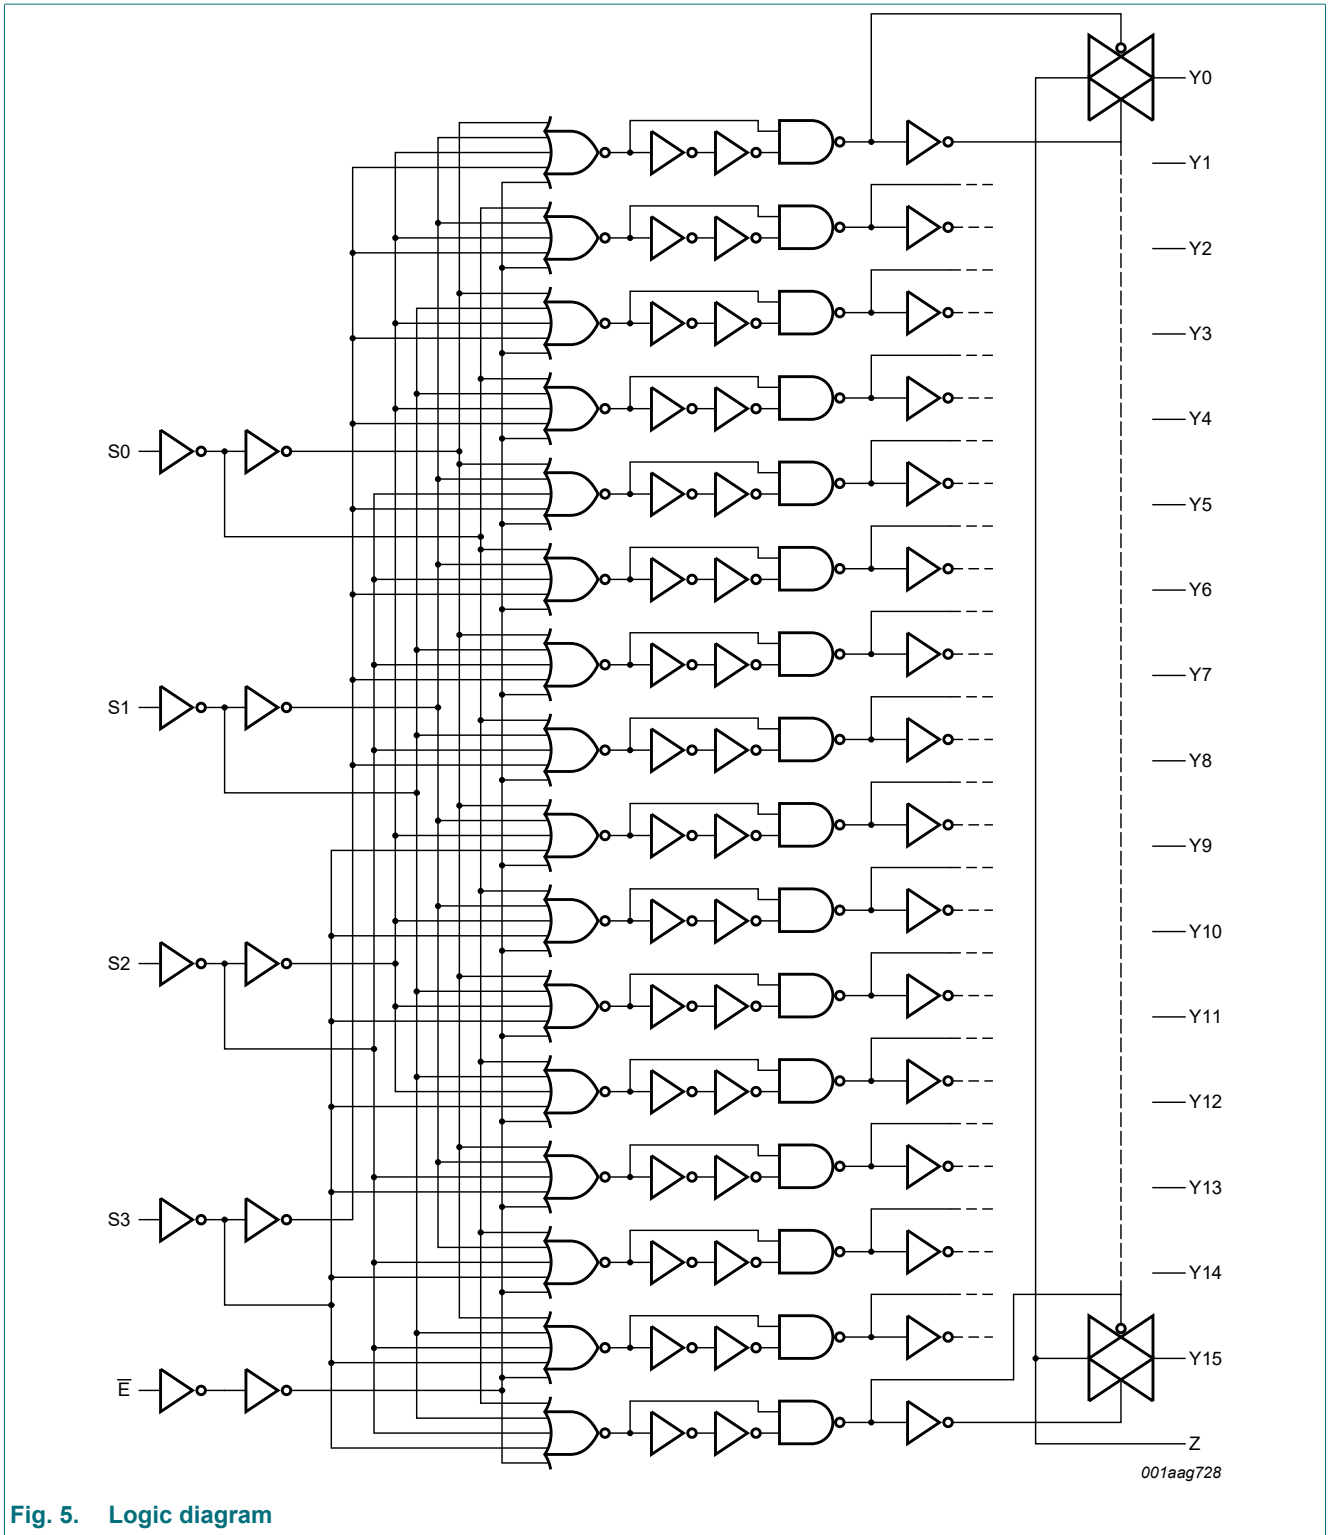 Y0
Y1
Y2
Y3
Y4
S0
Y5
Y6
Y7
S1
Y8
Y9
Y10
S2
Y11
Y12
Y13
S3
Y14
Y15
E̅
Z
001aag728
Fig. 5. Logic diagram